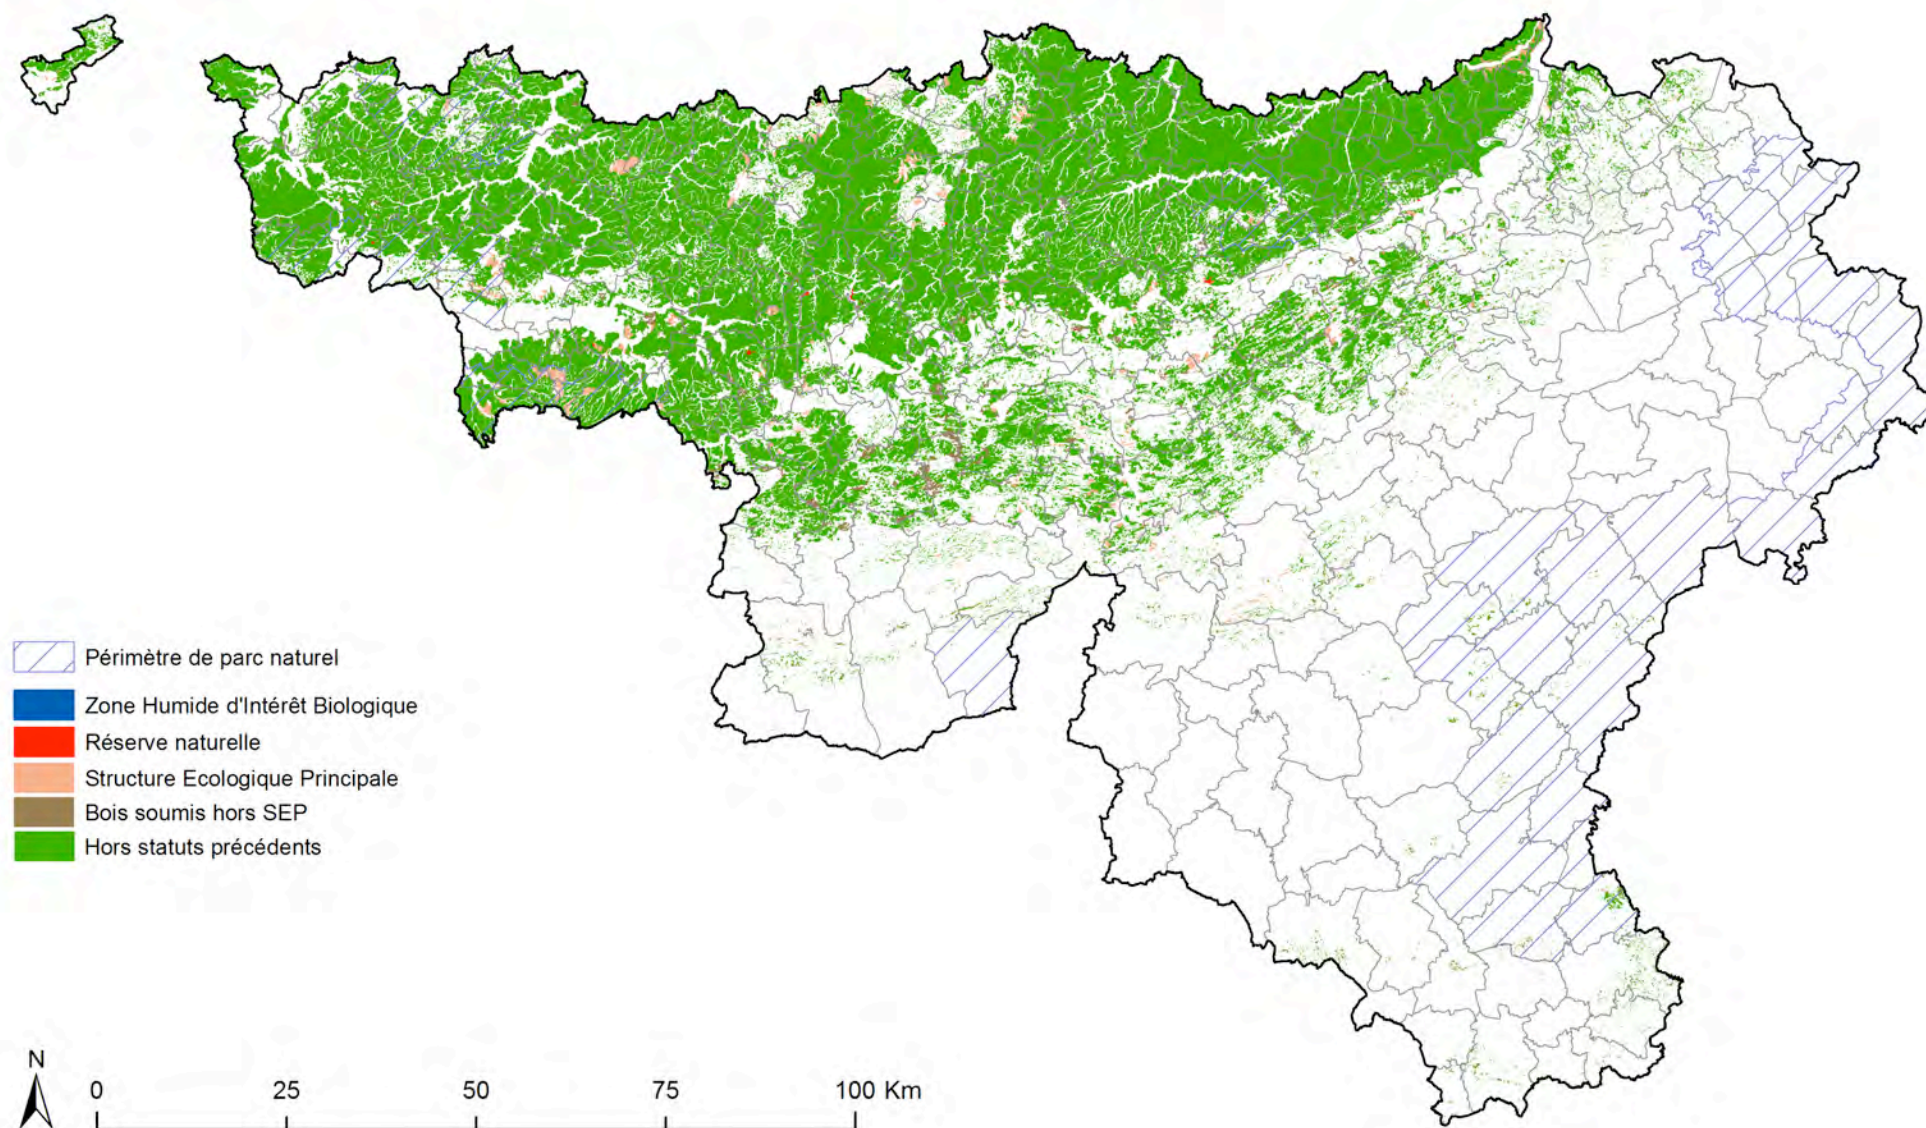 Périmètre de parc naturel
Zone Humide d'Intérêt Biologique
Réserve naturelle
Structure Ecologique Principale
Bois soumis hors SEP
Hors statuts précédents
N
0 25 50 75 100 Km